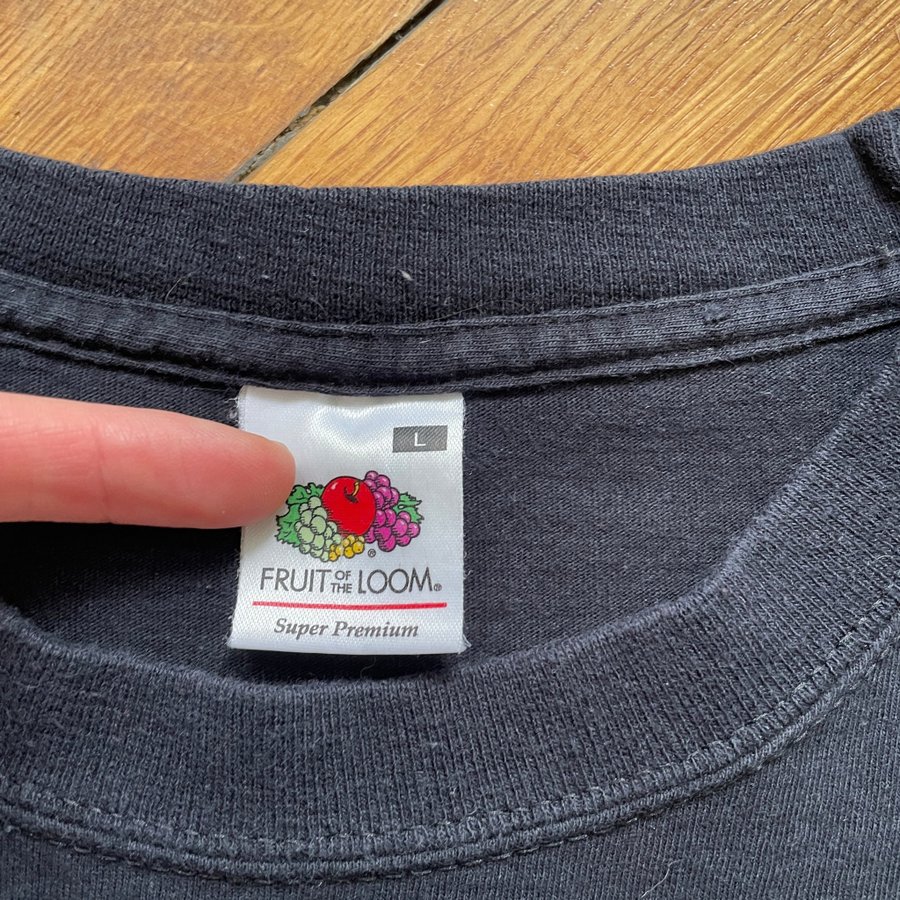 L
FRUIT OF THE LOOM®
Super Premium